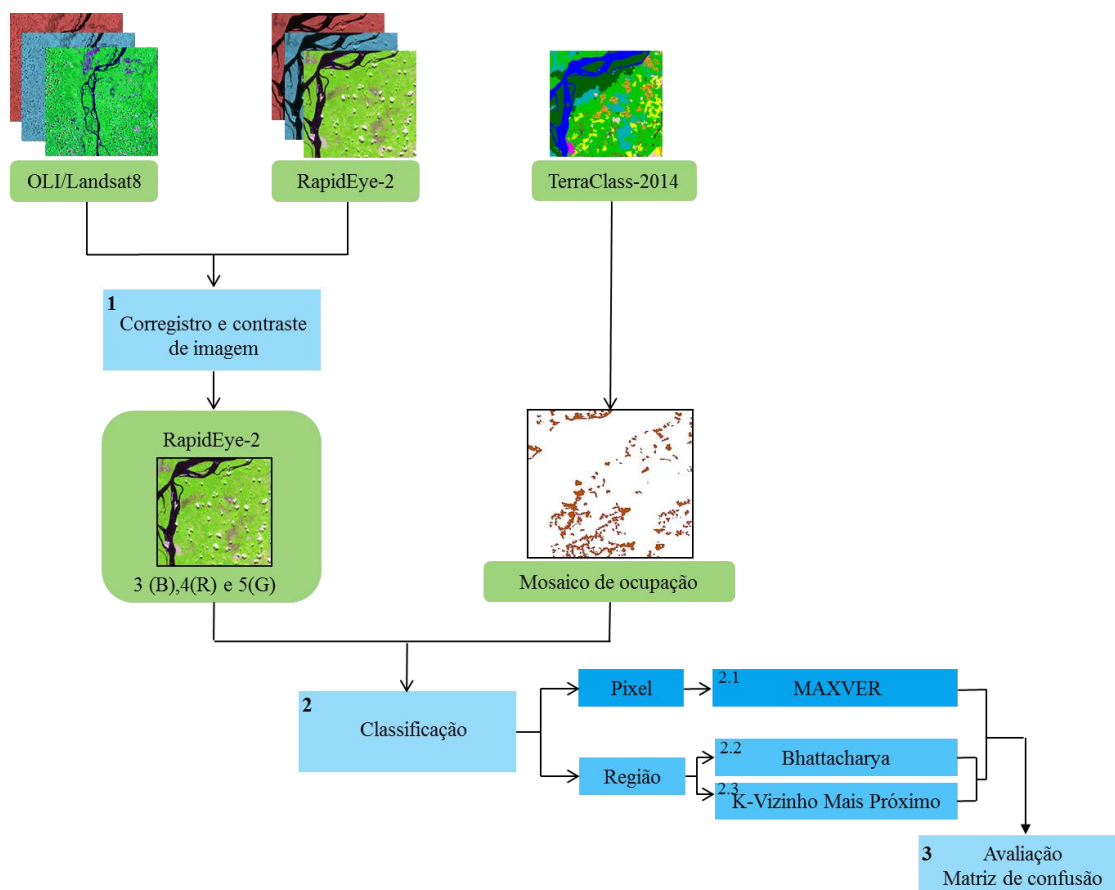 OLI/Landsat8
RapidEye-2
TerraClass-2014
1
Corregistro e contraste
de imagem
RapidEye-2
3 (B),4(R) e 5(G)
Mosaico de ocupação
2
Classificação
Pixel
2.1
MAXVER
Região
2.2
Bhattacharya
2.3
K-Vizinho Mais Próximo
3
Avaliação
Matriz de confusão